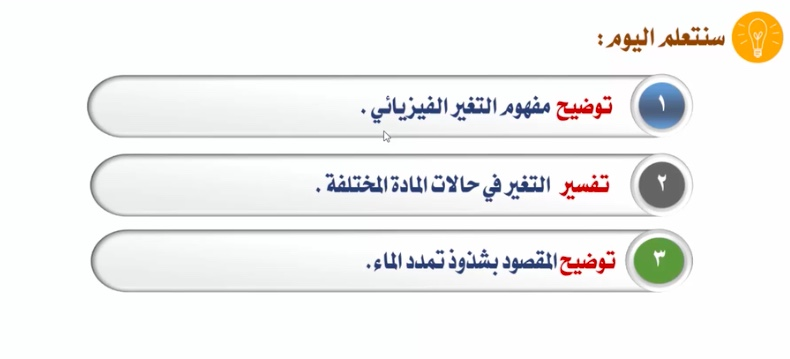 سنتعلم اليوم:
١ توضيح مفهوم التغير الفيزيائي .
٢ تفسير التغير في حالات المادة المختلفة .
٣ توضيح المقصود بشذوذ تمدد الماء.